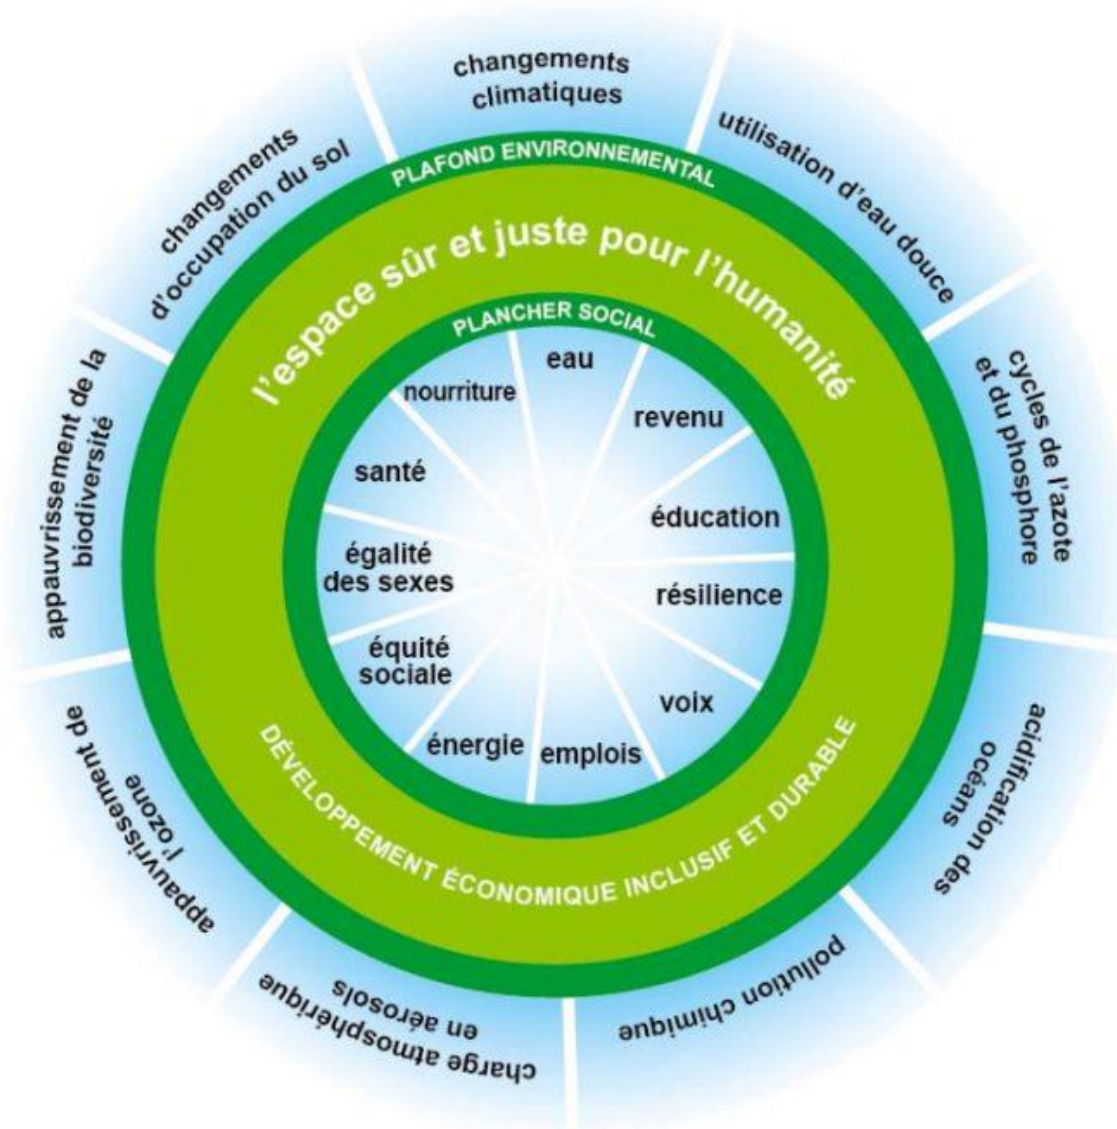 changements
climatiques
utilisation d'eau douce
cycles de l'azote
et du phosphore
acidification des
océans
pollution chimique
charge atmosphérique
en aérosols
appauvrissement de
l'ozone
appauvrissement de la
biodiversité
changements
d'occupation du sol
PLAFOND ENVIRONNEMENTAL
l'espace sûr et juste pour l'humanité
PLANCHER SOCIAL
eau
revenu
éducation
résilience
voix
emplois
énergie
équité
sociale
égalité
des sexes
santé
nourriture
DÉVELOPPEMENT ÉCONOMIQUE INCLUSIF ET DURABLE